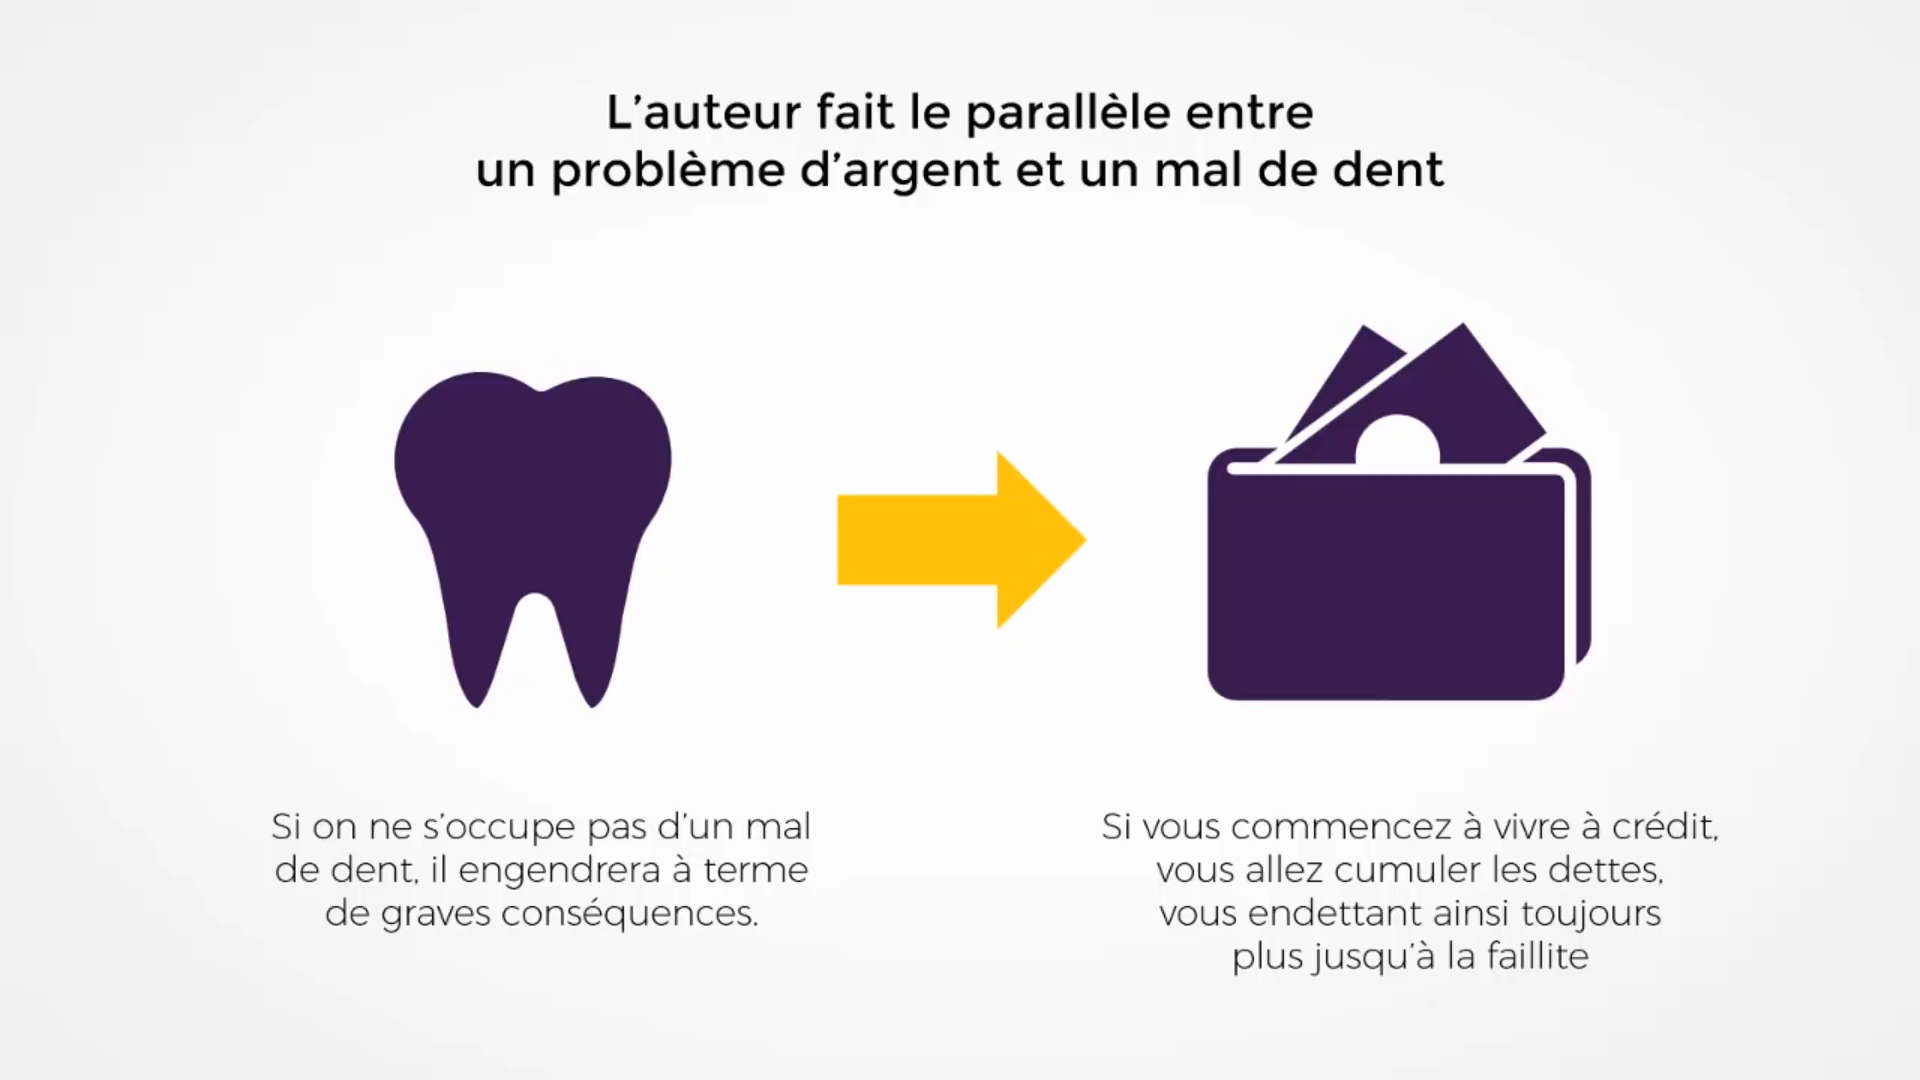 L’auteur fait le parallèle entre
un problème d’argent et un mal de dent
Si on ne s’occupe pas d’un mal
de dent, il engendrera à terme
de graves conséquences.
Si vous commencez à vivre à crédit,
vous allez cumuler les dettes,
vous endettant ainsi toujours
plus jusqu’à la faillite